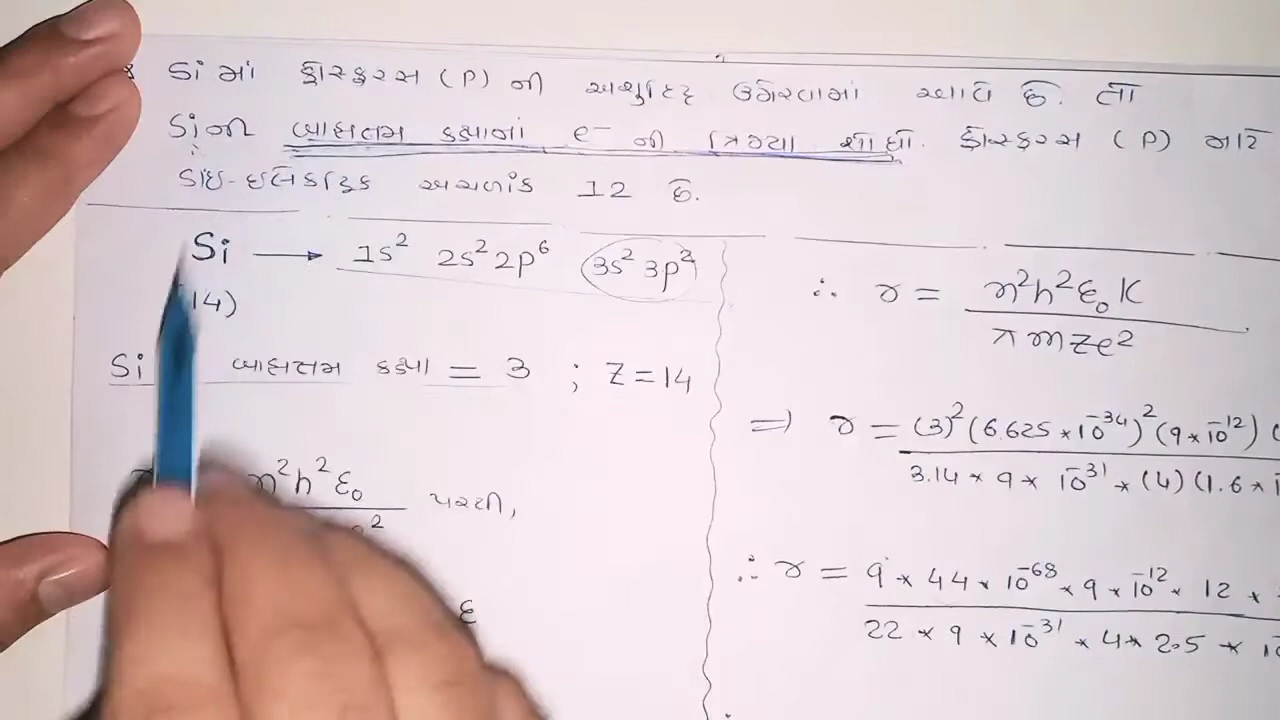 Si માં ફોસ્ફરસ (P) ની અશુદ્ધિ ઉમેરવામાં આવે છે. તો
Si ની બાહ્યતમ કક્ષાનાં e⁻ ની ત્રિજ્યા શોધો. ફોસ્ફરસ (P) માટે
ડાઇ-ઇલેક્ટ્રિક અચળાંક 12 છે.
Si → 1s² 2s² 2p⁶ 3s² 3p²
14)
Si બાહ્યતમ કક્ષા = 3 ; Z = 14
n²h²ε₀ પરથી,
e²
ε
∴ r = n²h²ε₀K / πmZe²
⇒ r = (3)² (6.625 × 10⁻³⁴)² (9 × 10⁻¹²) ( / 3.14 × 9 × 10⁻³¹ × (4) (1.6 ×
∴ r = 9 × 44 × 10⁻⁶⁸ × 9 × 10⁻¹² × 12 × / 22 × 9 × 10⁻³¹ × 4 × 2.5 ×